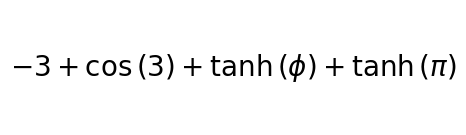 −3 + cos (3) + tanh (ϕ) + tanh (π)